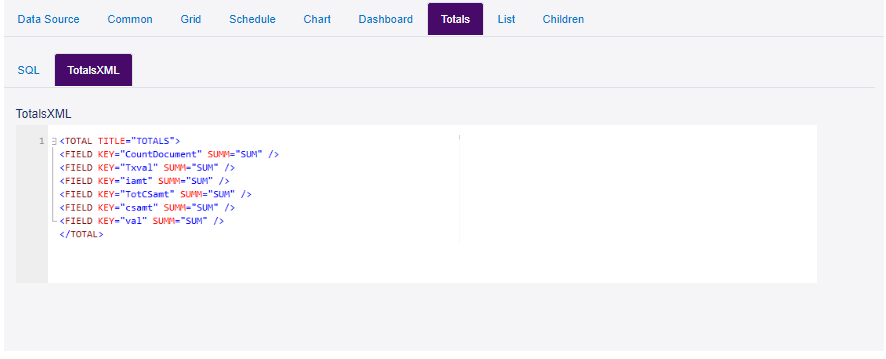 Data Source Common Grid Schedule Chart Dashboard Totals List Children
SQL TotalsXML
TotalsXML
1 <TOTAL TITLE="TOTALS">
<FIELD KEY="CountDocument" SUMM="SUM" />
<FIELD KEY="Txval" SUMM="SUM" />
<FIELD KEY="iamt" SUMM="SUM" />
<FIELD KEY="TotCSamt" SUMM="SUM" />
<FIELD KEY="csamt" SUMM="SUM" />
<FIELD KEY="val" SUMM="SUM" />
</TOTAL>